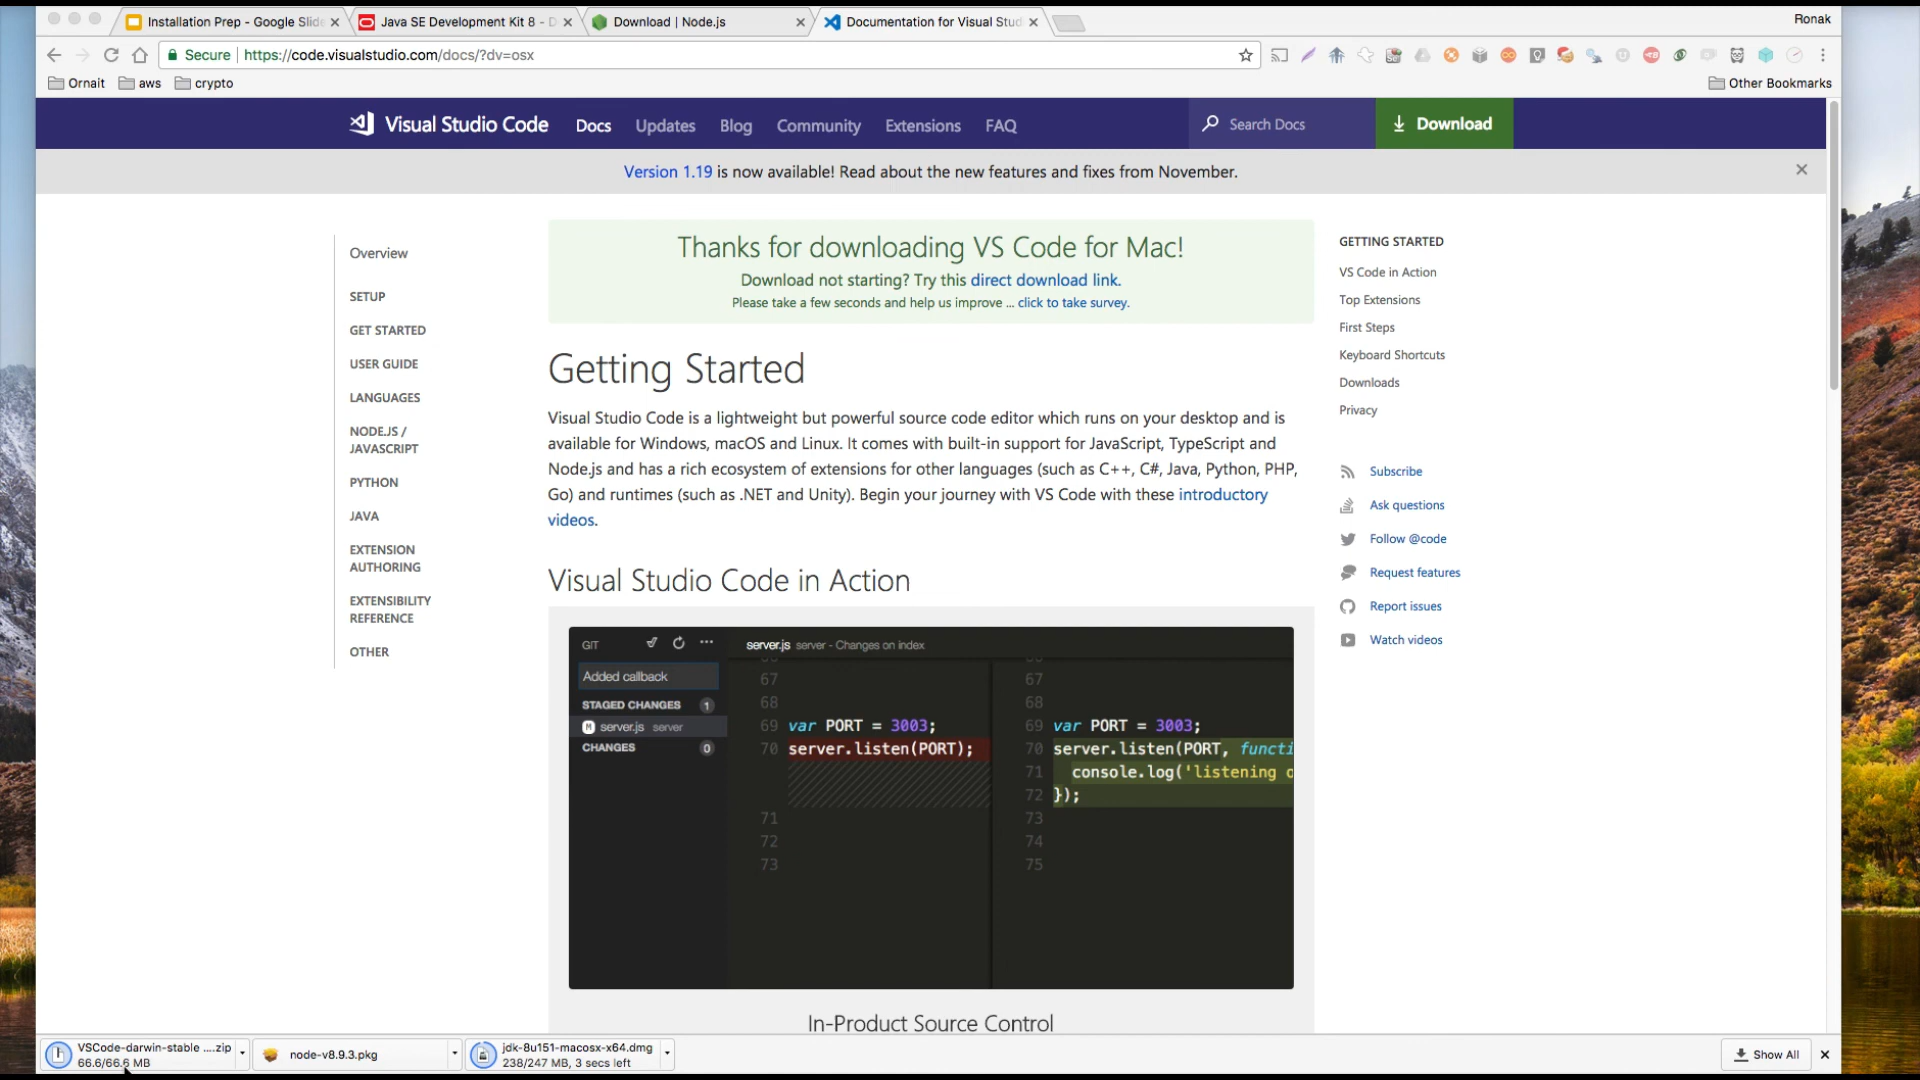 Installation Prep - Google Slide
Java SE Development Kit 8 - D
Download | Node.js
Documentation for Visual Stud
Ronak
Secure
https://code.visualstudio.com/docs/?dv=osx
Ornait
aws
crypto
Other Bookmarks
Visual Studio Code
Docs
Updates
Blog
Community
Extensions
FAQ
Search Docs
Download
Version 1.19 is now available! Read about the new features and fixes from November.
Overview
SETUP
GET STARTED
USER GUIDE
LANGUAGES
NODE.JS /
JAVASCRIPT
PYTHON
JAVA
EXTENSION
AUTHORING
EXTENSIBILITY
REFERENCE
OTHER
Thanks for downloading VS Code for Mac!
Download not starting? Try this direct download link.
Please take a few seconds and help us improve ... click to take survey.
Getting Started
Visual Studio Code is a lightweight but powerful source code editor which runs on your desktop and is
available for Windows, macOS and Linux. It comes with built-in support for JavaScript, TypeScript and
Node.js and has a rich ecosystem of extensions for other languages (such as C++, C#, Java, Python, PHP,
Go) and runtimes (such as .NET and Unity). Begin your journey with VS Code with these introductory
videos.
Visual Studio Code in Action
GIT
Added callback
STAGED CHANGES 1
M server.js server
CHANGES 0
server.js server - Changes on index
67
68
69 var PORT = 3003;
70 server.listen(PORT);
71
72
73
67
68
69 var PORT = 3003;
70 server.listen(PORT, functi
71 console.log('listening o
72 });
73
74
75
In-Product Source Control
GETTING STARTED
VS Code in Action
Top Extensions
First Steps
Keyboard Shortcuts
Downloads
Privacy
Subscribe
Ask questions
Follow @code
Request features
Report issues
Watch videos
VSCode-darwin-stable ....zip
66.6/66.6 MB
node-v8.9.3.pkg
jdk-8u151-macosx-x64.dmg
238/247 MB, 3 secs left
Show All